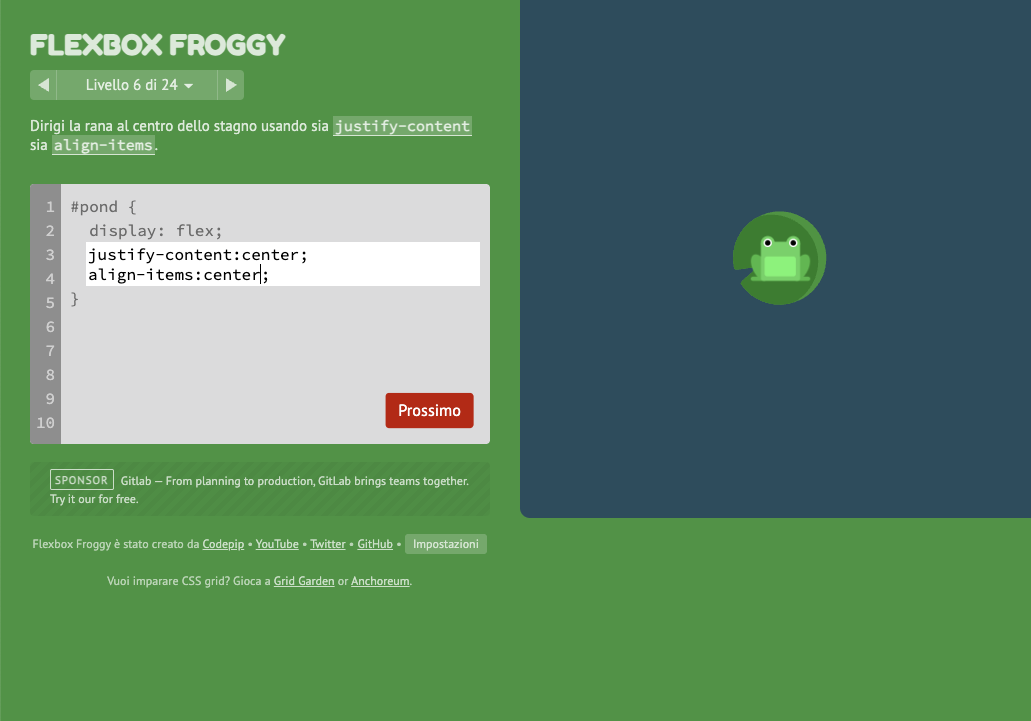 FLEXBOX FROGGY
Livello 6 di 24
Dirigi la rana al centro dello stagno usando sia justify-content
sia align-items.
1 #pond {
2 display: flex;
3 justify-content:center;
4 align-items:center;
5 }
6
7
8
9
10
Prossimo
SPONSOR Gitlab — From planning to production, GitLab brings teams together.
Try it our for free.
Flexbox Froggy è stato creato da Codepip • YouTube • Twitter • GitHub • Impostazioni
Vuoi imparare CSS grid? Gioca a Grid Garden or Anchoreum.